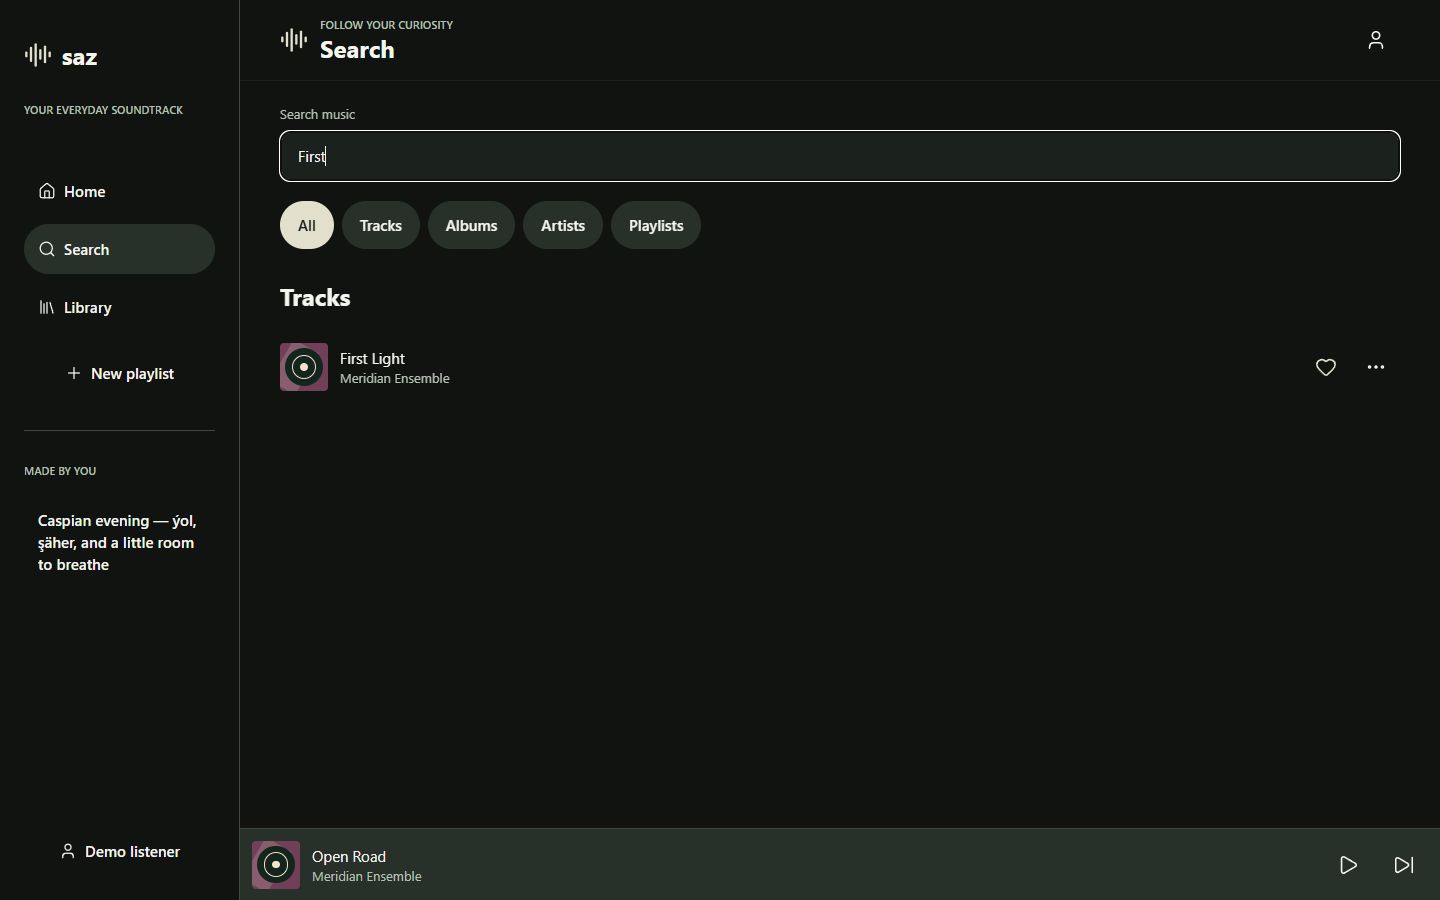 saz
YOUR EVERYDAY SOUNDTRACK
Home
Search
Library
New playlist
MADE BY YOU
Caspian evening — ýol,
şäher, and a little room
to breathe
Demo listener
FOLLOW YOUR CURIOSITY
Search
Search music
First
All
Tracks
Albums
Artists
Playlists
Tracks
First Light
Meridian Ensemble
Open Road
Meridian Ensemble